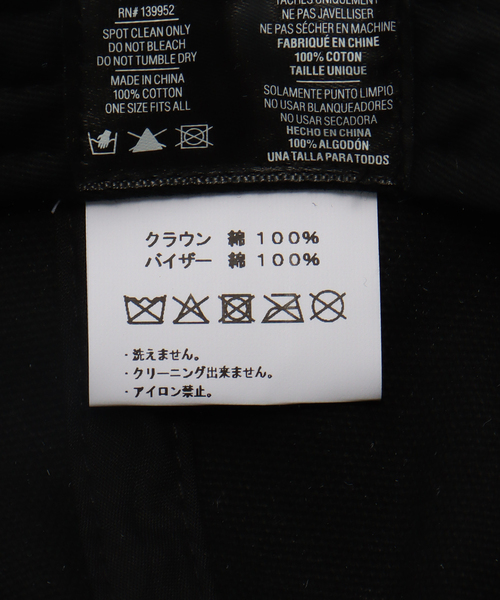 RN# 139952
SPOT CLEAN ONLY
DO NOT BLEACH
DO NOT TUMBLE DRY
MADE IN CHINA
100% COTTON
ONE SIZE FITS ALL
TACHES UNIQUEMENT
NE PAS JAVELLISER
NE PAS SÉCHER EN MACHINE
FABRIQUÉ EN CHINE
100% COTON
TAILLE UNIQUE
SOLAMENTE PUNTO LIMPIO
NO USAR BLANQUEADORES
NO USAR SECADORA
HECHO EN CHINA
100% ALGODÓN
UNA TALLA PARA TODOS
クラウン 綿 100%
バイザー 綿 100%
・洗えません。
・クリーニング出来ません。
・アイロン禁止。